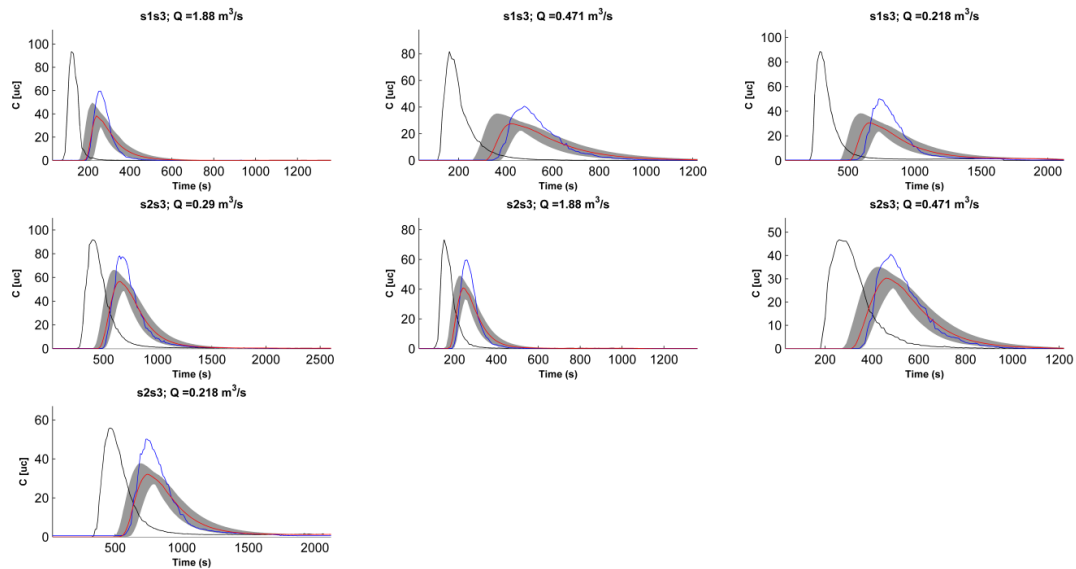 s1s3; Q =1.88 m³/s
s1s3; Q =0.471 m³/s
s1s3; Q =0.218 m³/s
C [uc]
100
80
60
40
20
0
200 400 600 800 1000 1200
Time (s)
C [uc]
80
60
40
20
0
200 400 600 800 1000 1200
Time (s)
C [uc]
100
80
60
40
20
0
500 1000 1500 2000
Time (s)
s2s3; Q =0.29 m³/s
s2s3; Q =1.88 m³/s
s2s3; Q =0.471 m³/s
C [uc]
100
80
60
40
20
0
500 1000 1500 2000 2500
Time (s)
C [uc]
80
60
40
20
0
200 400 600 800 1000 1200
Time (s)
C [uc]
50
40
30
20
10
0
200 400 600 800 1000 1200
Time (s)
s2s3; Q =0.218 m³/s
C [uc]
60
40
20
0
500 1000 1500 2000
Time (s)